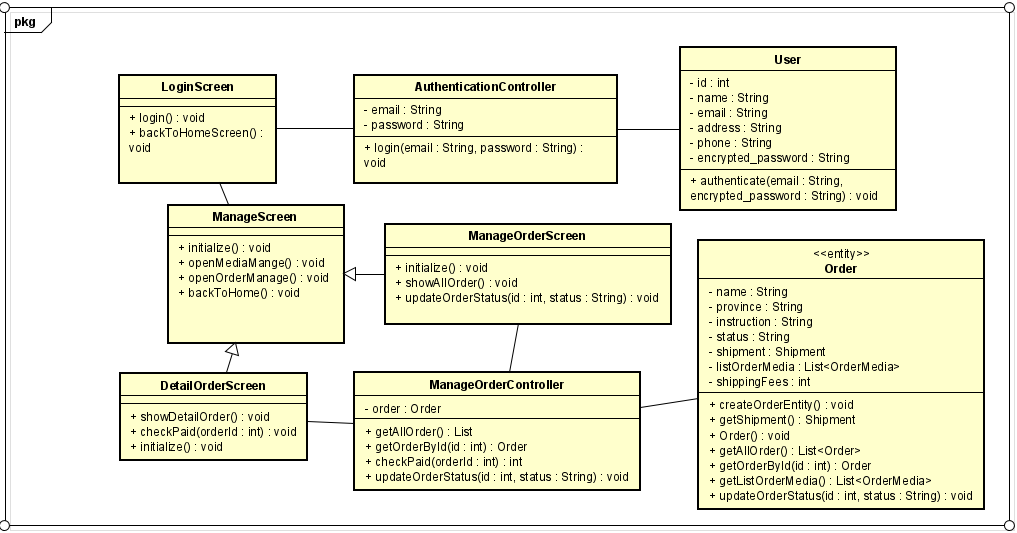 pkg
LoginScreen
+ login() : void
+ backToHomeScreen() :
void
AuthenticationController
- email : String
- password : String
+ login(email : String, password : String) :
void
User
- id : int
- name : String
- email : String
- address : String
- phone : String
- encrypted_password : String
+ authenticate(email : String,
encrypted_password : String) : void
ManageScreen
+ initialize() : void
+ openMediaMange() : void
+ openOrderManage() : void
+ backToHome() : void
ManageOrderScreen
+ initialize() : void
+ showAllOrder() : void
+ updateOrderStatus(id : int, status : String) : void
<<entity>>
Order
- name : String
- province : String
- instruction : String
- status : String
- shipment : Shipment
- listOrderMedia : List<OrderMedia>
- shippingFees : int
+ createOrderEntity() : void
+ getShipment() : Shipment
+ Order() : void
+ getAllOrder() : List<Order>
+ getOrderById(id : int) : Order
+ getListOrderMedia() : List<OrderMedia>
+ updateOrderStatus(id : int, status : String) : void
DetailOrderScreen
+ showDetailOrder() : void
+ checkPaid(orderId : int) : void
+ initialize() : void
ManageOrderController
- order : Order
+ getAllOrder() : List
+ getOrderById(id : int) : Order
+ checkPaid(orderId : int) : int
+ updateOrderStatus(id : int, status : String) : void